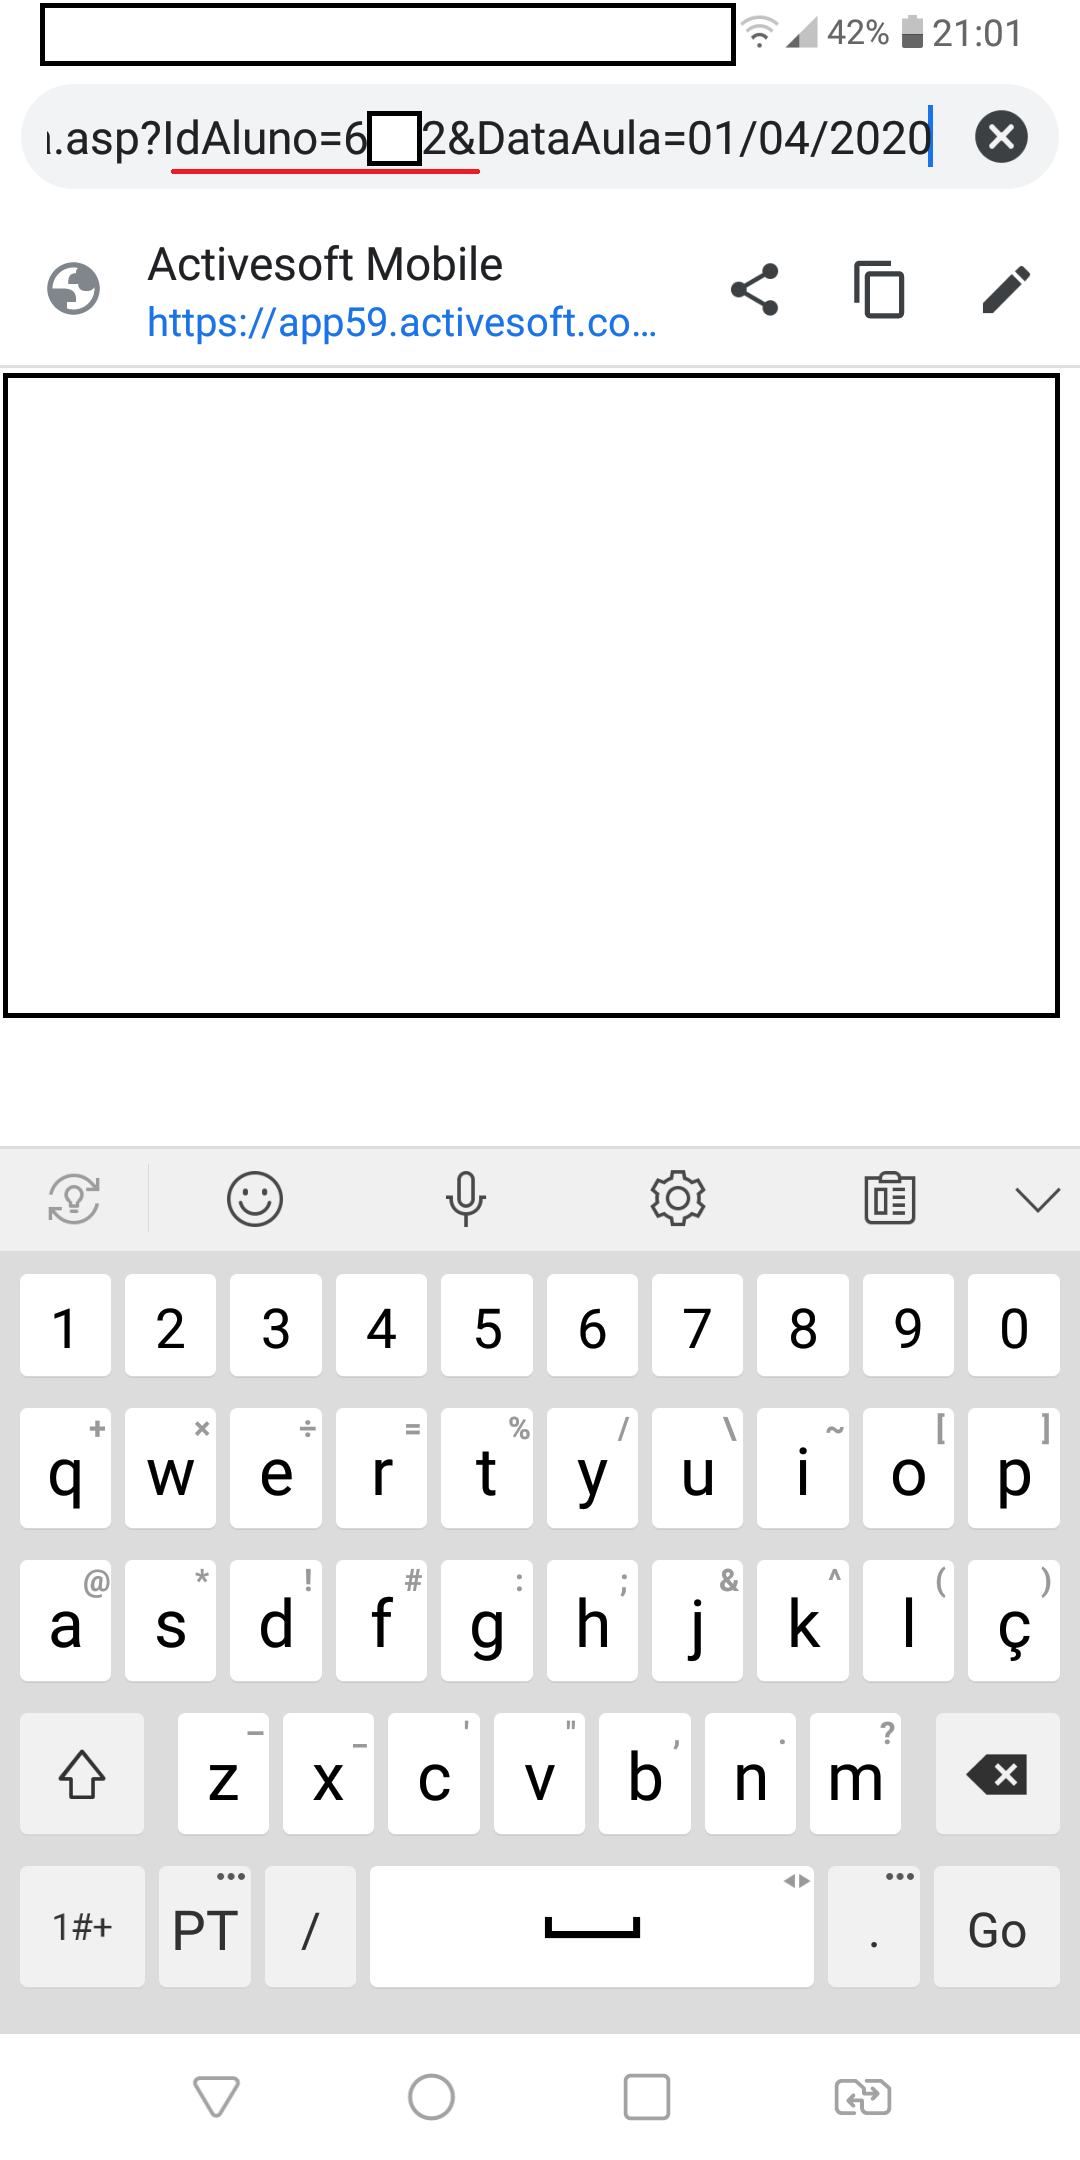 42% 21:01
.asp?IdAluno=6 2&DataAula=01/04/2020
Activesoft Mobile
https://app59.activesoft.co...
1 2 3 4 5 6 7 8 9 0
+ × ÷ = % / \ ~ [ ]
q w e r t y u i o p
@ * ! # : ; & ^ ( )
a s d f g h j k l ç
– _ ' " , . ?
z x c v b n m
1#+ PT / . Go